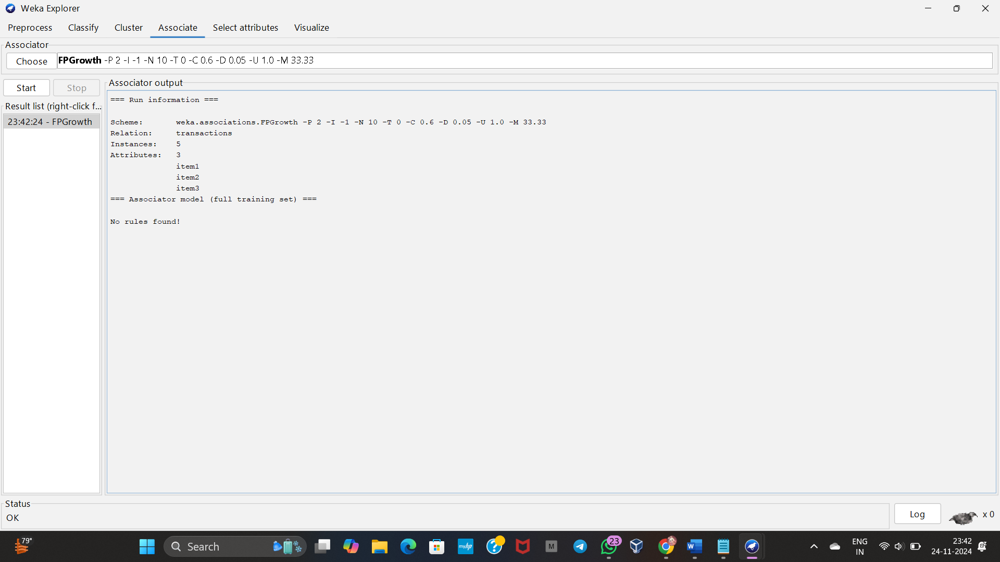 Weka Explorer
Preprocess Classify Cluster Associate Select attributes Visualize
Associator
Choose FPGrowth -P 2 -I -1 -N 10 -T 0 -C 0.6 -D 0.05 -U 1.0 -M 33.33
Start Stop
Result list (right-click f...
23:42:24 - FPGrowth
Associator output
=== Run information ===
Scheme: weka.associations.FPGrowth -P 2 -I -1 -N 10 -T 0 -C 0.6 -D 0.05 -U 1.0 -M 33.33
Relation: transactions
Instances: 5
Attributes: 3
item1
item2
item3
=== Associator model (full training set) ===
No rules found!
Status
OK
Log
x 0
79°
Search
myhp
M
23
W
ENG
IN
23:42
24-11-2024